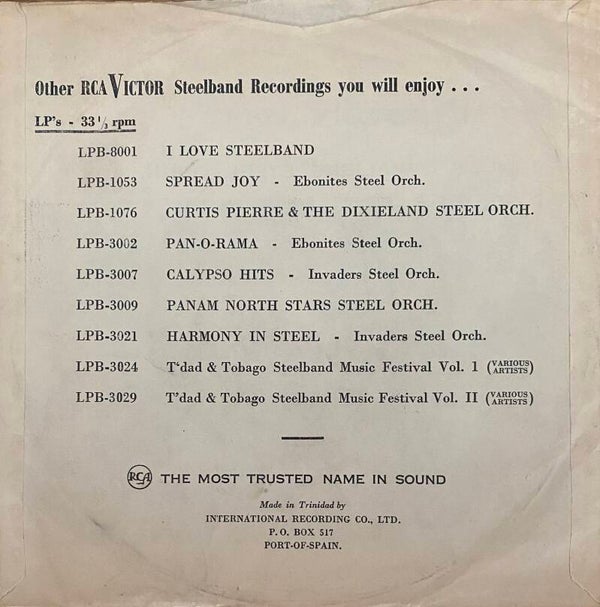 Other RCA VICTOR Steelband Recordings you will enjoy . . .
LP's - 33 1/3 rpm
LPB-8001 I LOVE STEELBAND
LPB-1053 SPREAD JOY - Ebonites Steel Orch.
LPB-1076 CURTIS PIERRE & THE DIXIELAND STEEL ORCH.
LPB-3002 PAN-O-RAMA - Ebonites Steel Orch.
LPB-3007 CALYPSO HITS - Invaders Steel Orch.
LPB-3009 PANAM NORTH STARS STEEL ORCH.
LPB-3021 HARMONY IN STEEL - Invaders Steel Orch.
LPB-3024 T'dad & Tobago Steelband Music Festival Vol. 1 (VARIOUS ARTISTS)
LPB-3029 T'dad & Tobago Steelband Music Festival Vol. II (VARIOUS ARTISTS)
RCA THE MOST TRUSTED NAME IN SOUND
Made in Trinidad by
INTERNATIONAL RECORDING CO., LTD.
P. O. BOX 517
PORT-OF-SPAIN.